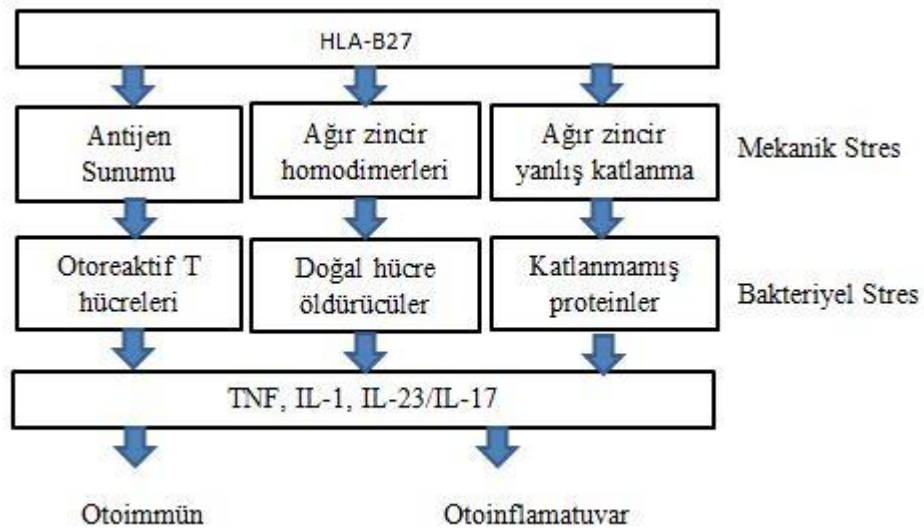 HLA-B27
Antijen
Sunumu
Ağır zincir
homodimerleri
Ağır zincir
yanlış katlanma
Mekanik Stres
Otoreaktif T
hücreleri
Doğal hücre
öldürücüler
Katlanmamış
proteinler
Bakteriyel Stres
TNF, IL-1, IL-23/IL-17
Otoimmün
Otoinflamatuvar